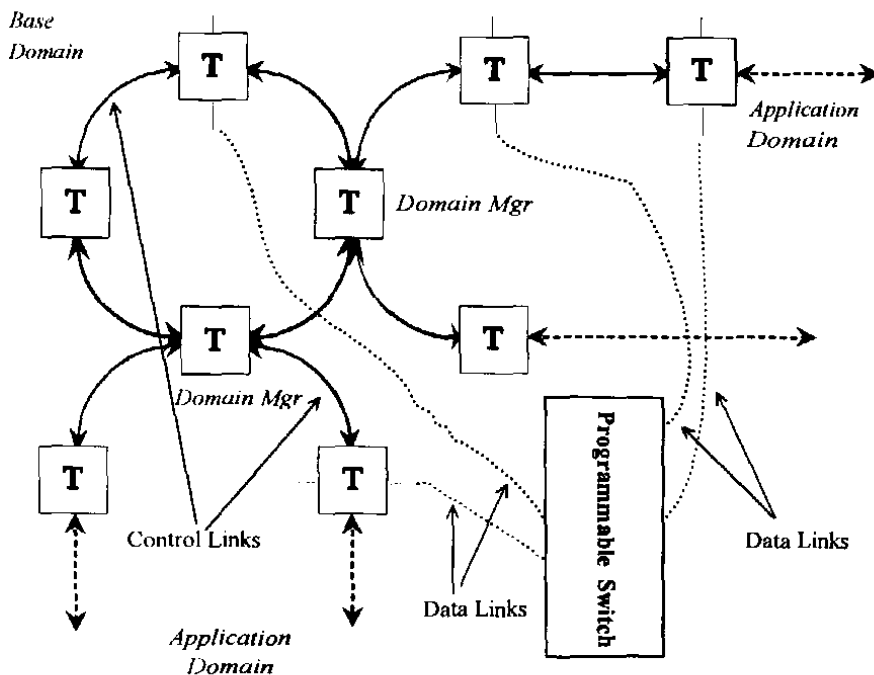 Base
Domain
T
T
T
Application
Domain
T
T
Domain Mgr
T
T
Domain Mgr
T
T
Programmable Switch
Control Links
Data Links
Data Links
Application
Domain